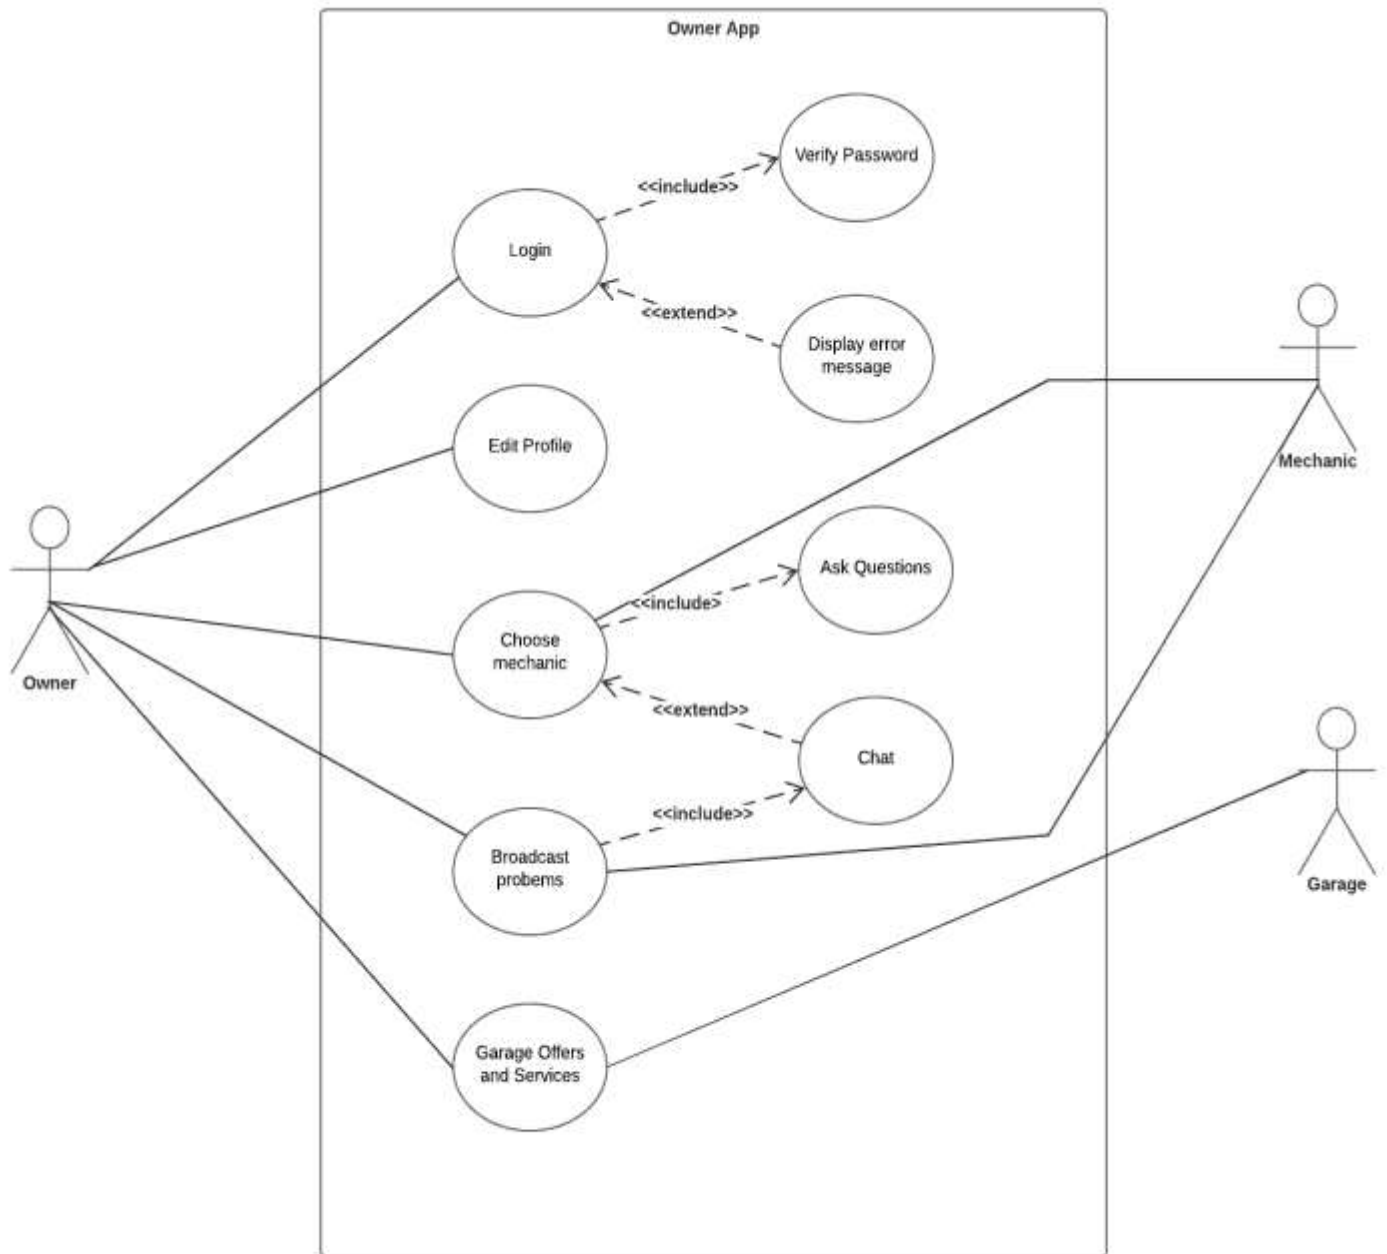 Owner App
Verify Password
<<include>>
Login
<<extend>>
Display error
message
Edit Profile
Mechanic
Ask Questions
<<include>
Choose
mechanic
Owner
<<extend>>
Chat
<<include>>
Broadcast
probems
Garage
Garage Offers
and Services